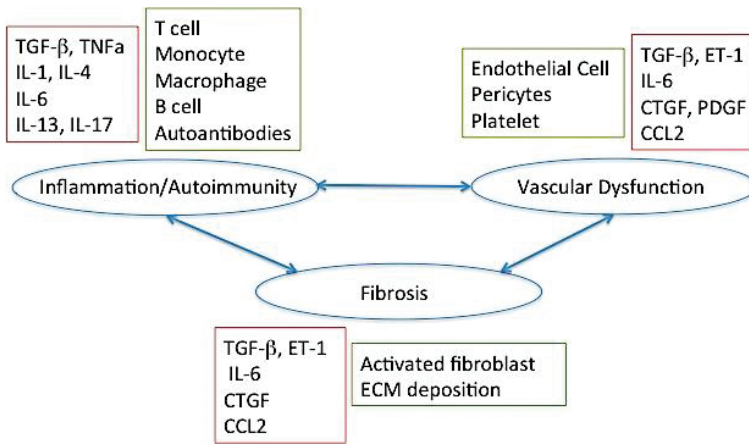 TGF-β, TNFa
IL-1, IL-4
IL-6
IL-13, IL-17
T cell
Monocyte
Macrophage
B cell
Autoantibodies
Endothelial Cell
Pericytes
Platelet
TGF-β, ET-1
IL-6
CTGF, PDGF
CCL2
Inflammation/Autoimmunity
Vascular Dysfunction
Fibrosis
TGF-β, ET-1
IL-6
CTGF
CCL2
Activated fibroblast
ECM deposition